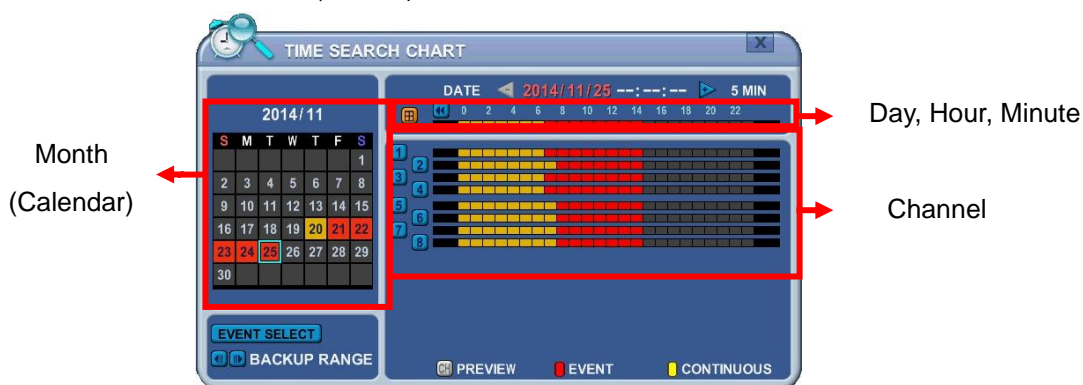 TIME SEARCH CHART
X
DATE 2014/11/25 --:--:-- 5 MIN
0 2 4 6 8 10 12 14 16 18 20 22
Day, Hour, Minute
2014/11
S M T W T F S
1
2 3 4 5 6 7 8
9 10 11 12 13 14 15
16 17 18 19 20 21 22
23 24 25 26 27 28 29
30
Month
(Calendar)
1
2
3
4
5
6
7
8
Channel
EVENT SELECT
BACKUP RANGE
CH PREVIEW EVENT CONTINUOUS